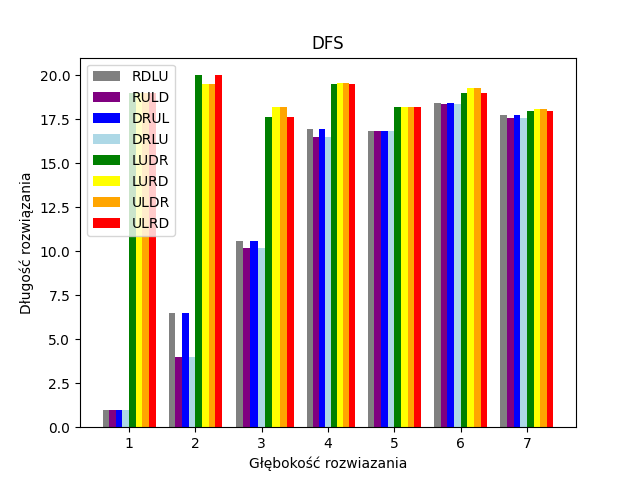 DFS
Długość rozwiązania
20.0
17.5
15.0
12.5
10.0
7.5
5.0
2.5
0.0
RDLU
RULD
DRUL
DRLU
LUDR
LURD
ULDR
ULRD
1 2 3 4 5 6 7
Głębokość rozwiazania